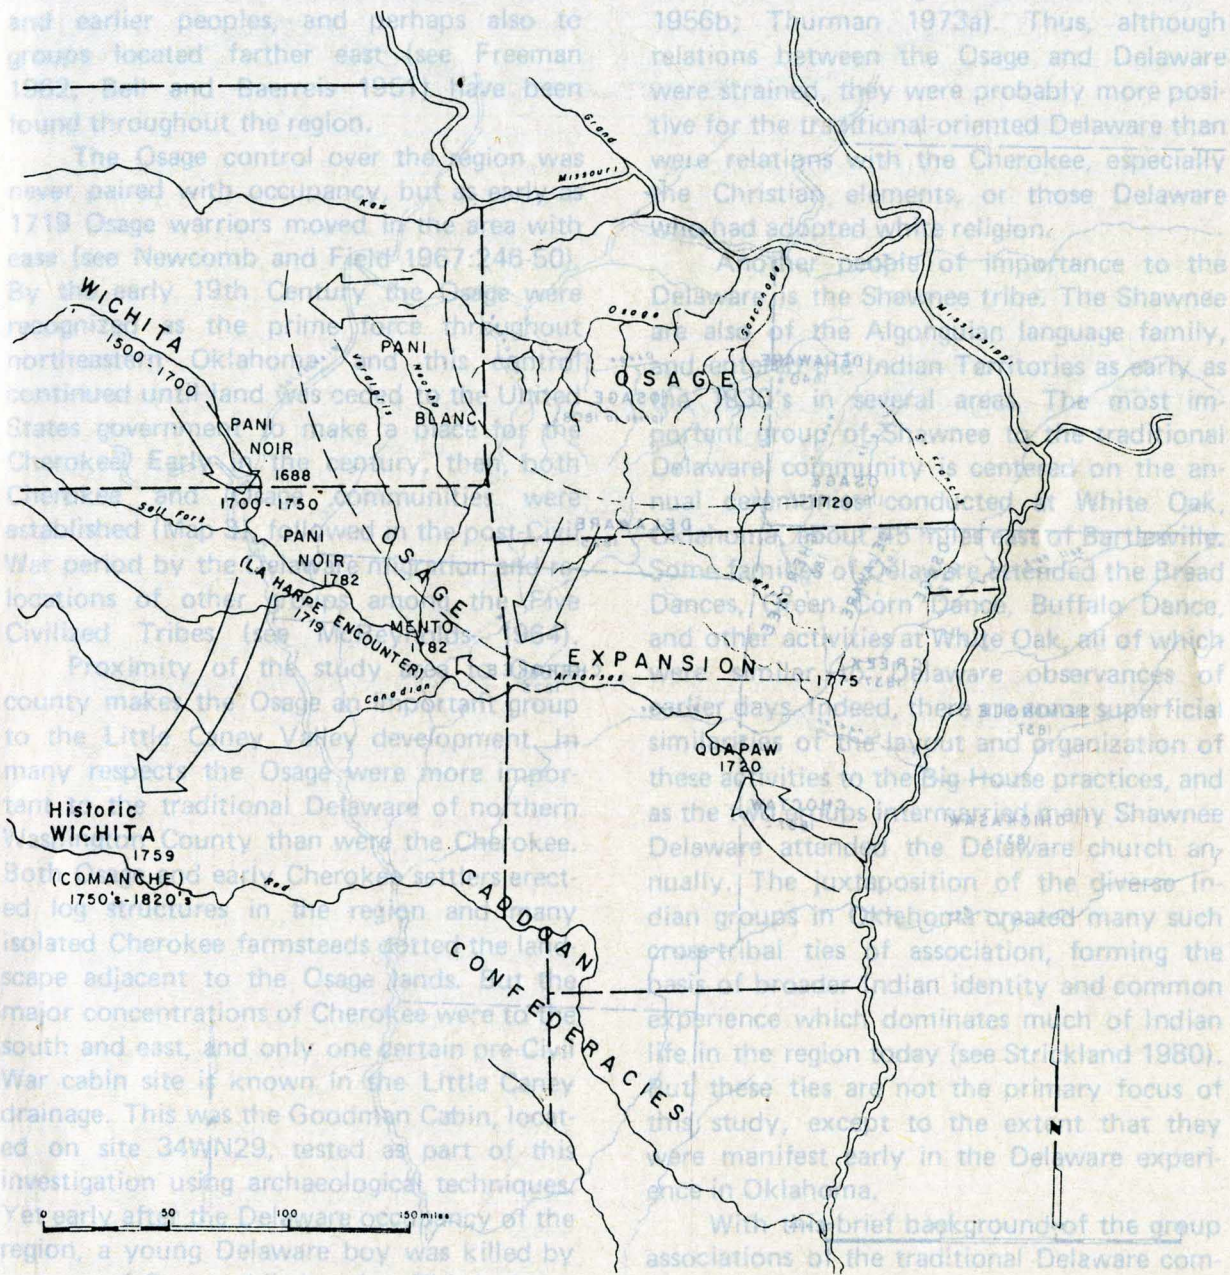 and earlier peoples, and perhaps also to
groups located farther east (see Freeman
1962; Bell and Baerreis 1951) have been
found throughout the region.
The Osage control over the region was
never paired with occupancy, but as early as
1719 Osage warriors moved in the area with
ease (see Newcomb and Field 1967:246-50).
By the early 19th Century the Osage were
recognized as the prime force throughout
northeastern Oklahoma, and this control
continued until land was ceded to the United
States government to make a place for the
Cherokee. Early in the century, then, both
Cherokee and communities were
established (Map 9), followed in the post-Civil
War period by the Delaware migration and re-
locations of other groups among the Five
Civilized Tribes (see 1964).
Proximity of the study area to Osage
county makes the Osage an important group
to the Little Caney Valley development. In
many respects the Osage were more impor-
tant to the traditional Delaware of northern
Washington County than were the Cherokee.
Both Osage and early Cherokee settlers erect-
ed log structures in the region and many
isolated Cherokee farmsteads dotted the land-
scape adjacent to the Osage lands. But the
major concentrations of Cherokee were to the
south and east, and only one certain pre-Civil
War cabin site is known in the Little Caney
drainage. This was the Goodman Cabin, locat-
ed on site 34WN29, tested as part of this
investigation using archaeological techniques.
Yet early after the Delaware occupancy of the
region, a young Delaware boy was killed by
1956b; Thurman 1973a). Thus, although
relations between the Osage and Delaware
were strained, they were probably more posi-
tive for the traditional-oriented Delaware than
were relations with the Cherokee, especially
the Christian elements, or those Delaware
who had adopted white religion.
Another people of importance to the
Delaware is the Shawnee tribe. The Shawnee
are also of the Algonquian language family,
and entered the Indian Territories as early as
the 1830's in several areas. The most im-
portant group of Shawnee to the traditional
Delaware community is centered on the an-
nual ceremonies conducted at White Oak,
Oklahoma, about 45 miles east of Bartlesville.
Some families of Delaware attended the Bread
Dances, Green Corn Dance, Buffalo Dance,
and other activities at White Oak, all of which
were similar to Delaware observances of
earlier days. Indeed, there are some superficial
similarities of the layout and organization of
these activities to the Big House practices, and
as the two groups intermarried many Shawnee
Delaware attended the Delaware church an-
nually. The juxtaposition of the diverse In-
dian groups in Oklahoma created many such
cross-tribal ties of association, forming the
basis of broader Indian identity and common
experience which dominates much of Indian
life in the region today (see Strickland 1980).
But these ties are not the primary focus of
this study, except to the extent that they
were manifest early in the Delaware experi-
ence in Oklahoma.
With this brief background of the group
associations of the traditional Delaware com-
Grand
Missouri
Kaw
Osage
Gasconade
Mississippi
WICHITA
1500-1700
PANI
BLANC
Verdigris
Neosho
OSAGE
PANI
NOIR
1688
1700-1750
St. Francis
1720
Salt Fork
PANI
NOIR
1782
OSAGE
(LA HARPE ENCOUNTER)
1719
MENTO
1782
White
EXPANSION
1775
Arkansas
Canadian
QUAPAW
1720
Historic
WICHITA
1759
(COMANCHE)
1750's-1820's
Red
CADDOAN
CONFEDERACIES
N
0 50 100 150 miles